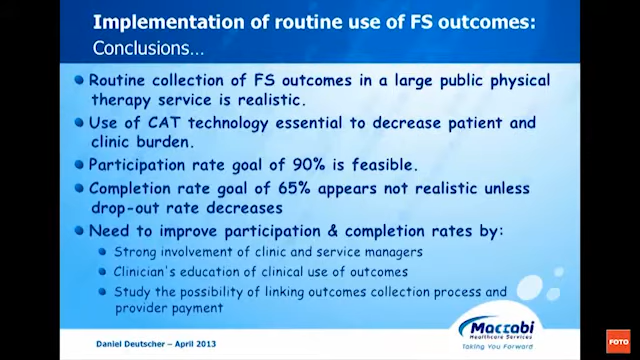 Implementation of routine use of FS outcomes:
Conclusions...
Routine collection of FS outcomes in a large public physical
therapy service is realistic.
Use of CAT technology essential to decrease patient and
clinic burden.
Participation rate goal of 90% is feasible.
Completion rate goal of 65% appears not realistic unless
drop-out rate decreases
Need to improve participation & completion rates by:
Strong involvement of clinic and service managers
Clinician's education of clinical use of outcomes
Study the possibility of linking outcomes collection process and
provider payment
Maccabi
Healthcare Services
Taking You Forward
Daniel Deutscher – April 2013
FOTO